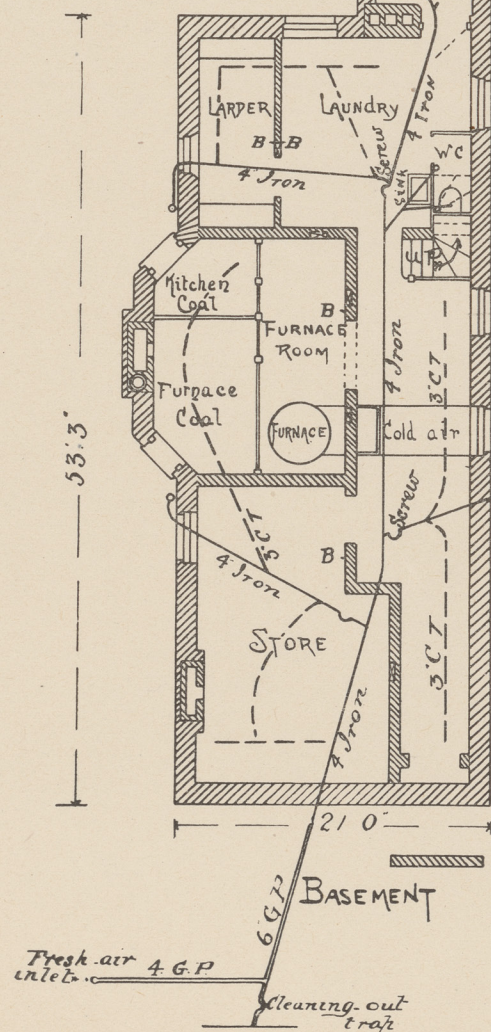 LARDER
LAUNDRY
B B
4 Iron
Screw
4 Iron
Sink
WC
UP
Kitchen
Coal
B
FURNACE
ROOM
Furnace
Coal
FURNACE
4 Iron
3" C T
Cold air
53'.3"
Screw
3" C T
4 Iron
B
STORE
3" C T
4 Iron
21 0"
BASEMENT
6 G P
Fresh air
inlet
4 G.P
Cleaning-out
trap